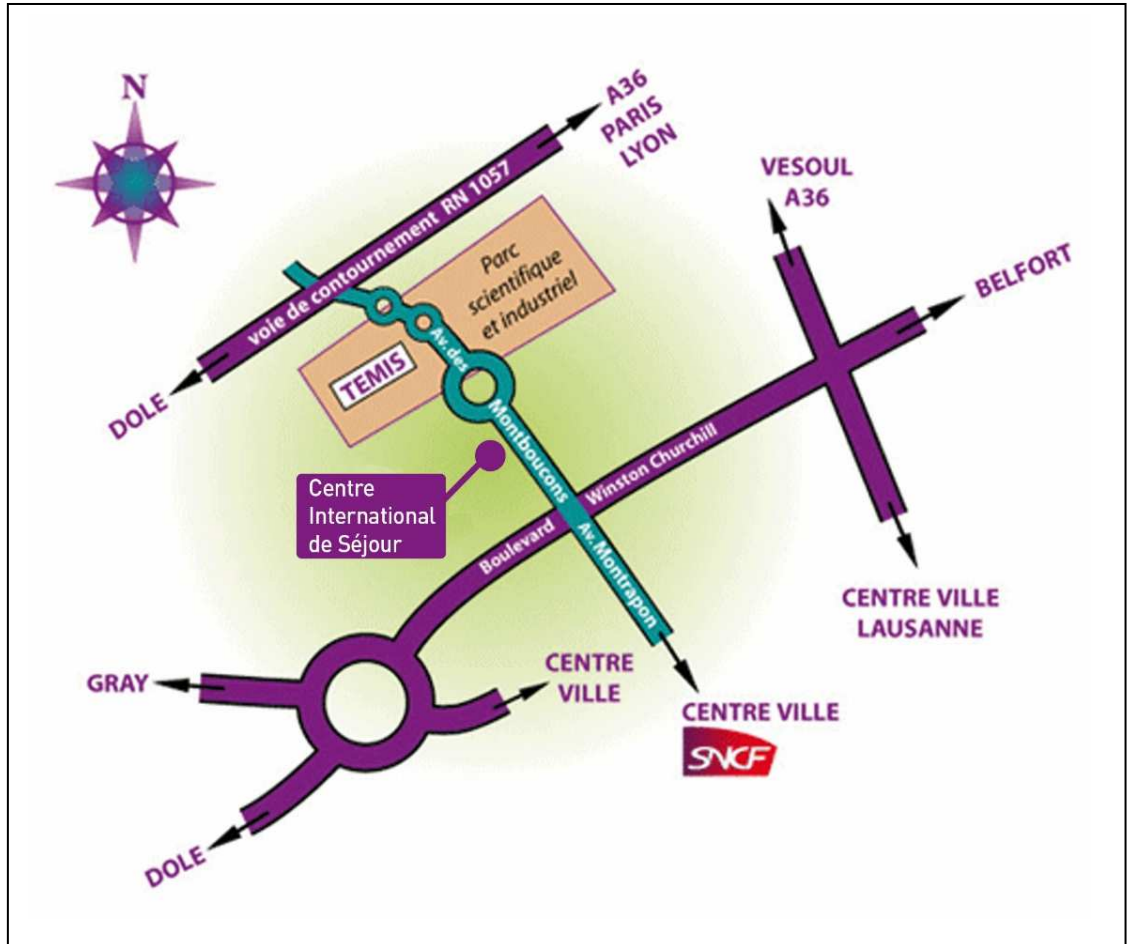 N
A36
PARIS
LYON
VESOUL
A36
voie de contournement RN 1057
Parc
scientifique
et industriel
BELFORT
Av. des
TEMIS
DOLE
Montboucons
Winston Churchill
Centre
International
de Séjour
Boulevard
Av. Montrapon
CENTRE VILLE
LAUSANNE
GRAY
CENTRE
VILLE
CENTRE VILLE
SNCF
DOLE